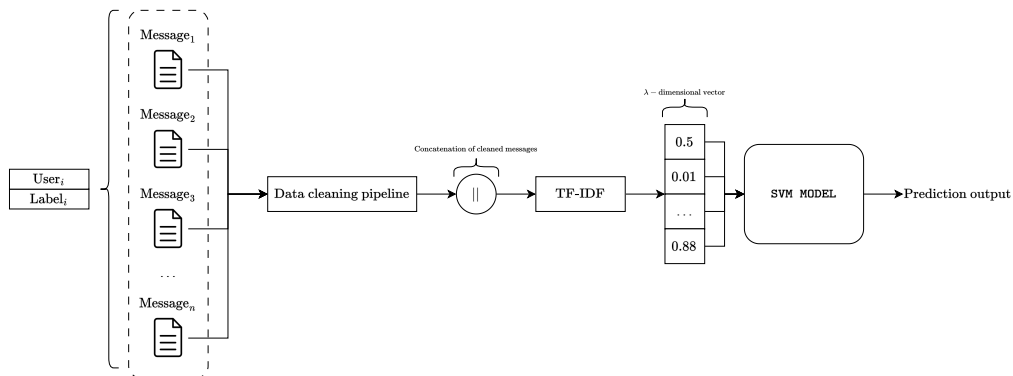 User_i
Label_i
Message_1
Message_2
Message_3
...
Message_n
Data cleaning pipeline
Concatenation of cleaned messages
||
TF-IDF
λ − dimensional vector
0.5
0.01
...
0.88
SVM MODEL
Prediction output